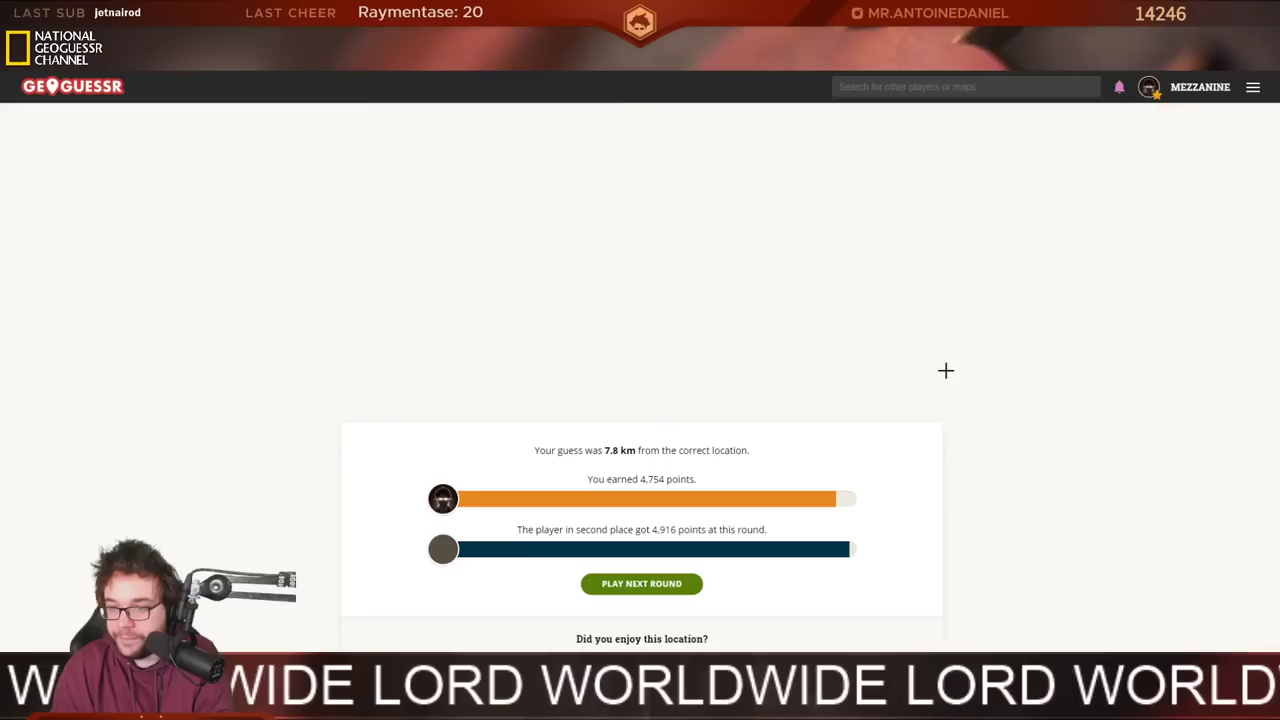 LAST SUB jetnairod LAST CHEER Raymentase: 20 MR.ANTOINEDANIEL 14246
NATIONAL
GEOGUESSR
CHANNEL
GEOGUESSR Search for other players or maps MEZZANINE
Your guess was 7.8 km from the correct location.
You earned 4,754 points.
The player in second place got 4,916 points at this round.
PLAY NEXT ROUND
Did you enjoy this location?
W WIDE LORD WORLDWIDE LORD WORLD